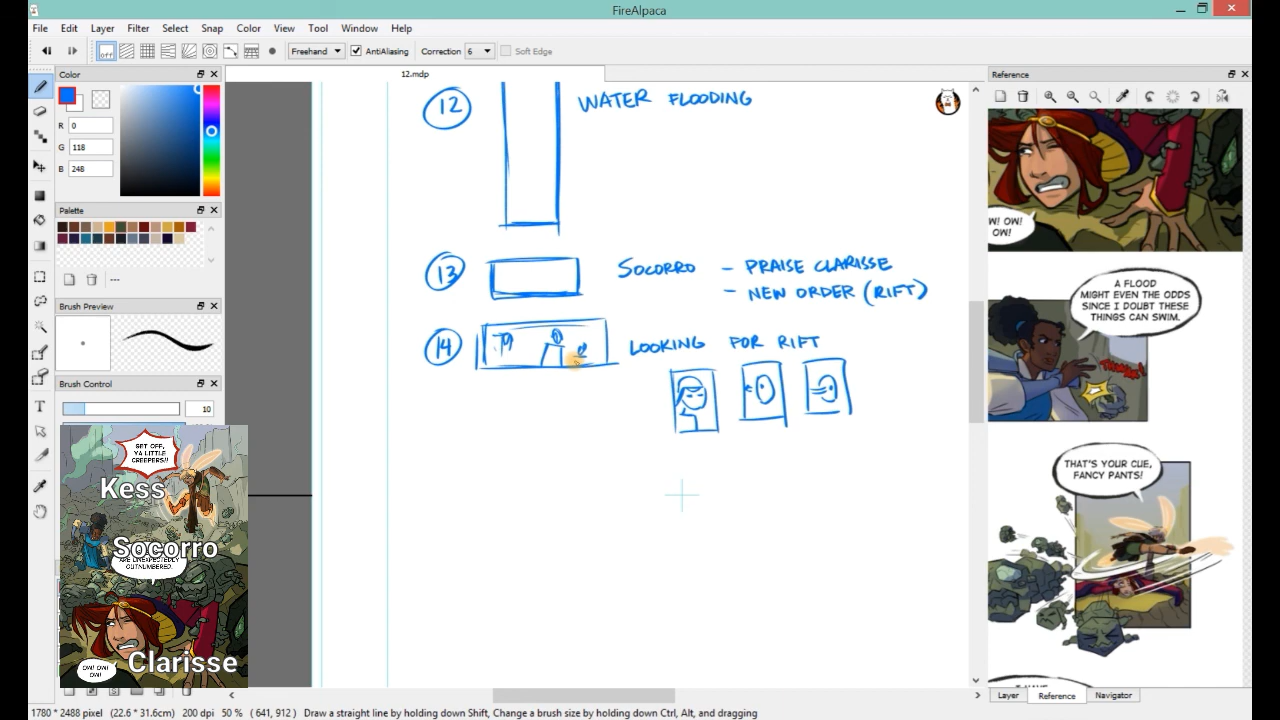 FireAlpaca
File Edit Layer Filter Select Snap Color View Tool Window Help
off Freehand AntiAliasing Correction 6 Soft Edge
Color
12.mdp
Reference
R 0
G 118
B 248
Palette
---
Brush Preview
Brush Control
10
12 WATER FLOODING
13 SOCORRO - PRAISE CLARISSE
- NEW ORDER (RIFT)
14 LOOKING FOR RIFT
GET OFF,
YA LITTLE
CREEPERS!!
Kess
Socorro
ARE UNEXPECTEDLY
OUTNUMBERED.
OW! OW!
OW!
Clarisse
W! OW!
OW!
A FLOOD
MIGHT EVEN THE ODDS
SINCE I DOUBT THESE
THINGS CAN SWIM.
THAT'S YOUR CUE,
FANCY PANTS!
Layer Reference Navigator
1780 * 2488 pixel (22.6 * 31.6cm) 200 dpi 50 % ( 641, 912 ) Draw a straight line by holding down Shift, Change a brush size by holding down Ctrl, Alt, and dragging